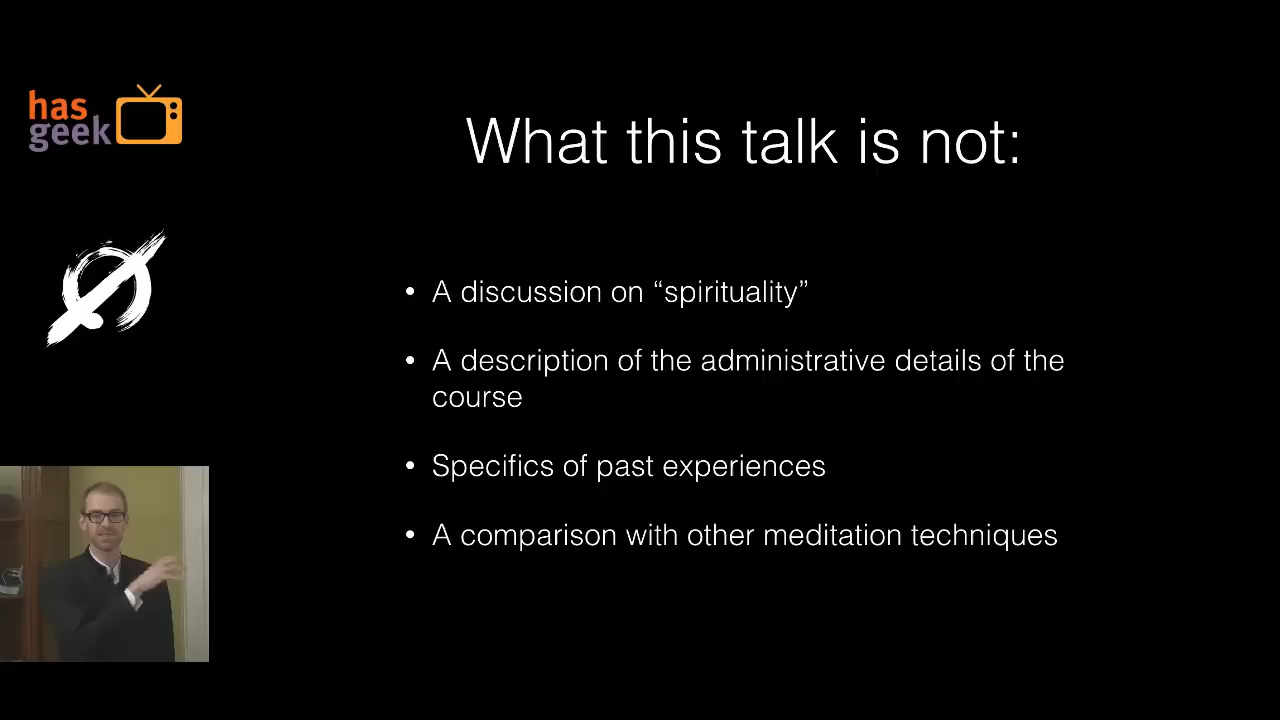 has
geek
What this talk is not:
• A discussion on “spirituality”
• A description of the administrative details of the
course
• Specifics of past experiences
• A comparison with other meditation techniques